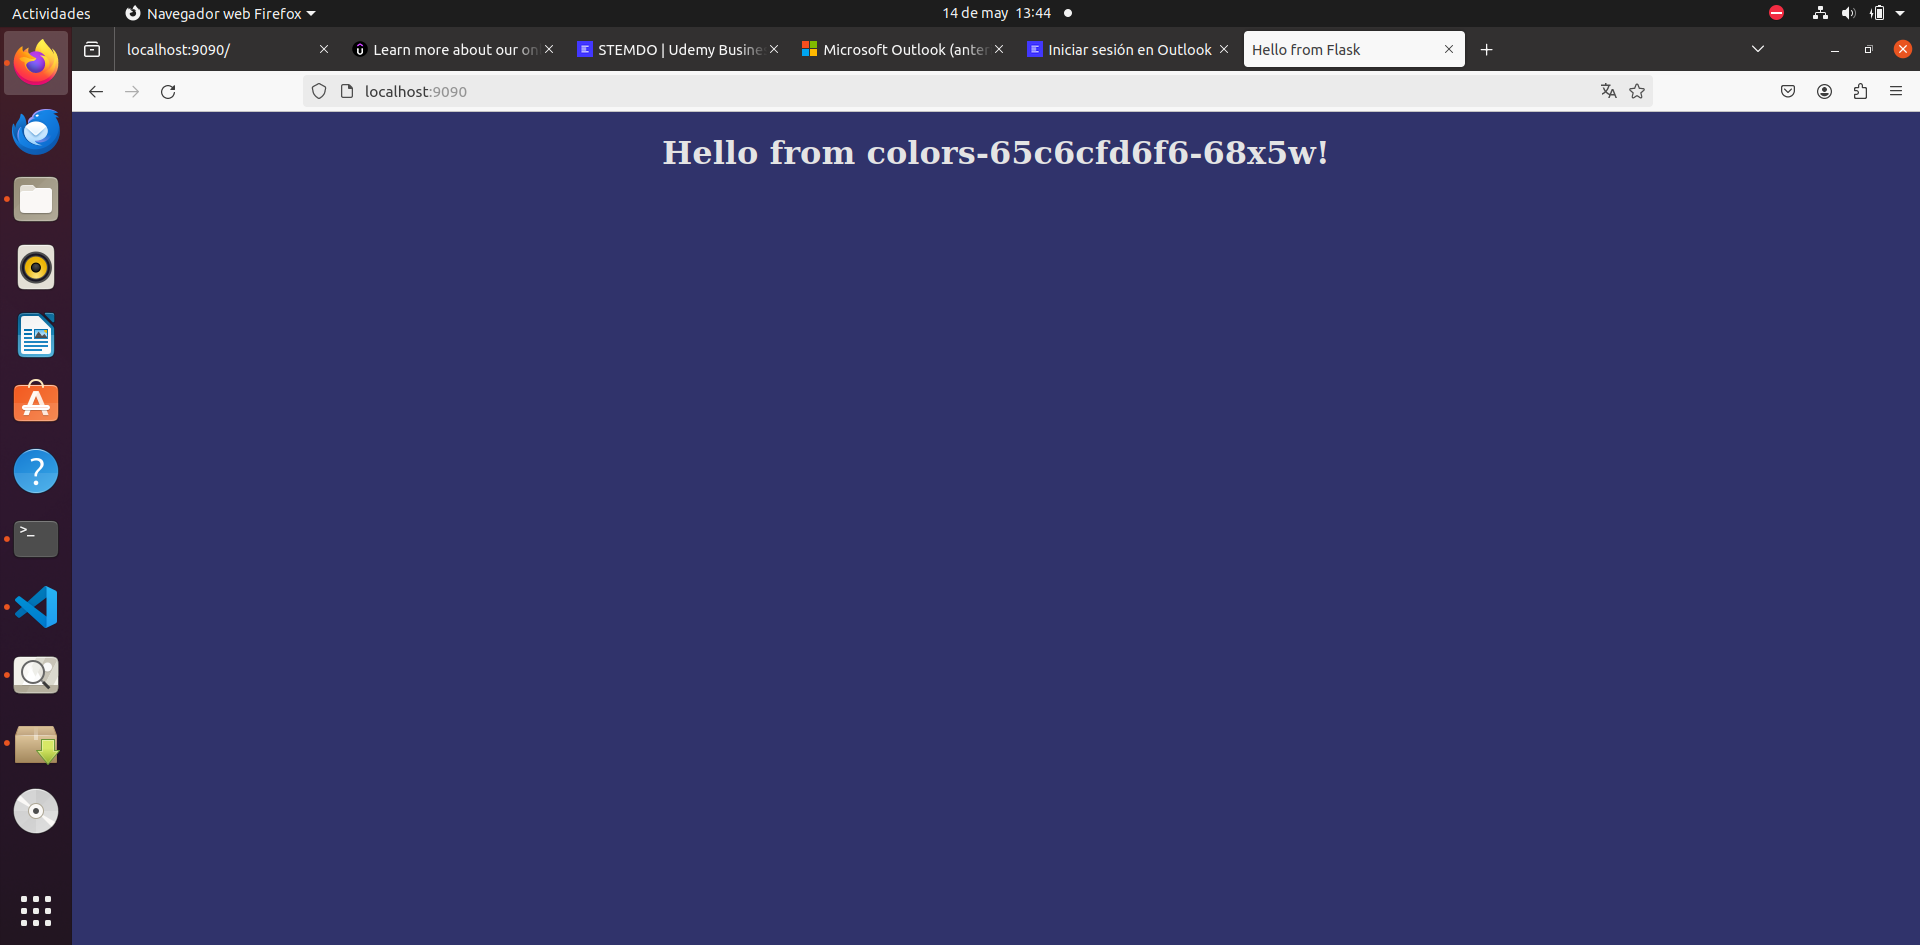 Actividades
Navegador web Firefox
14 de may 13:44
localhost:9090/
Learn more about our onl
STEMDO | Udemy Busine
Microsoft Outlook (anter
Iniciar sesión en Outlook
Hello from Flask
localhost:9090
Hello from colors-65c6cfd6f6-68x5w!